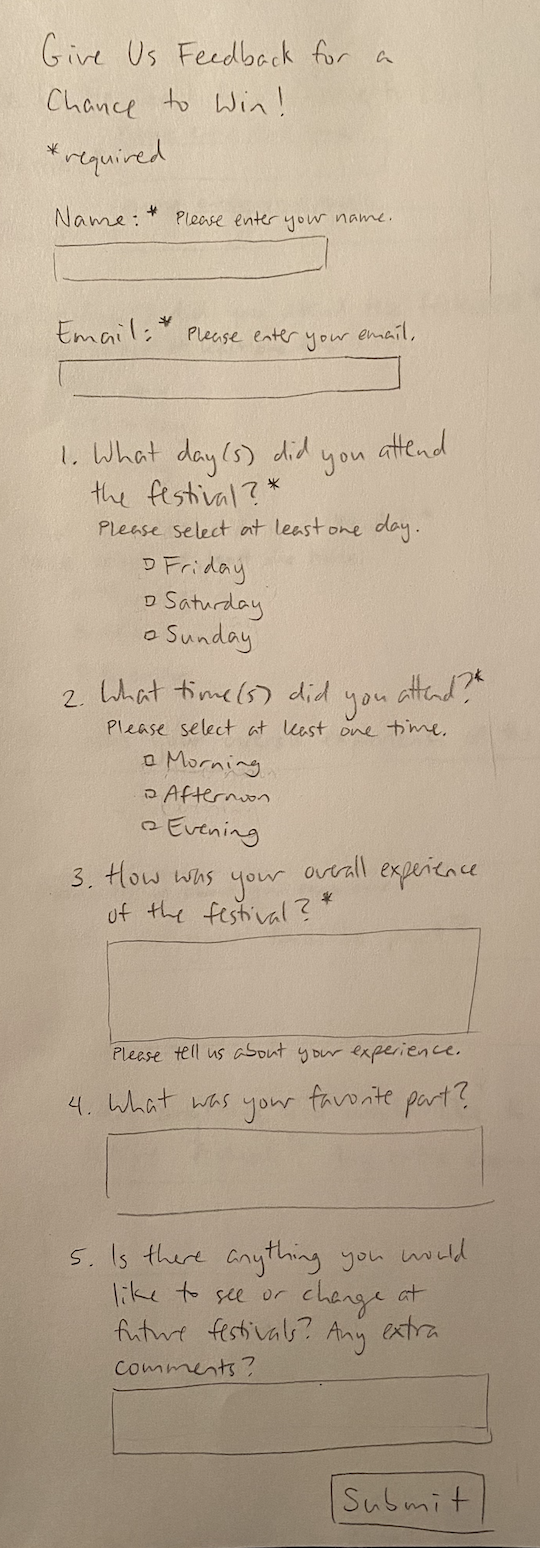 Give Us Feedback for a
Chance to Win!
*required
Name:* Please enter your name.
Email:* Please enter your email.
1. What day(s) did you attend
the festival?*
Please select at least one day.
Friday
Saturday
Sunday
2. What time(s) did you attend?*
Please select at least one time.
Morning
Afternoon
Evening
3. How was your overall experience
of the festival?*
Please tell us about your experience.
4. What was your favorite part?
5. Is there anything you would
like to see or change at
future festivals? Any extra
comments?
Submit